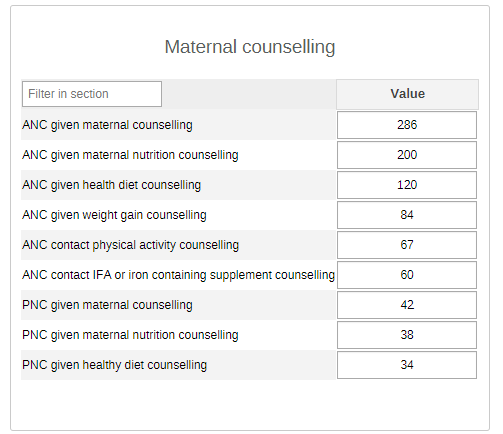 Maternal counselling
Filter in section Value
ANC given maternal counselling 286
ANC given maternal nutrition counselling 200
ANC given health diet counselling 120
ANC given weight gain counselling 84
ANC contact physical activity counselling 67
ANC contact IFA or iron containing supplement counselling 60
PNC given maternal counselling 42
PNC given maternal nutrition counselling 38
PNC given healthy diet counselling 34